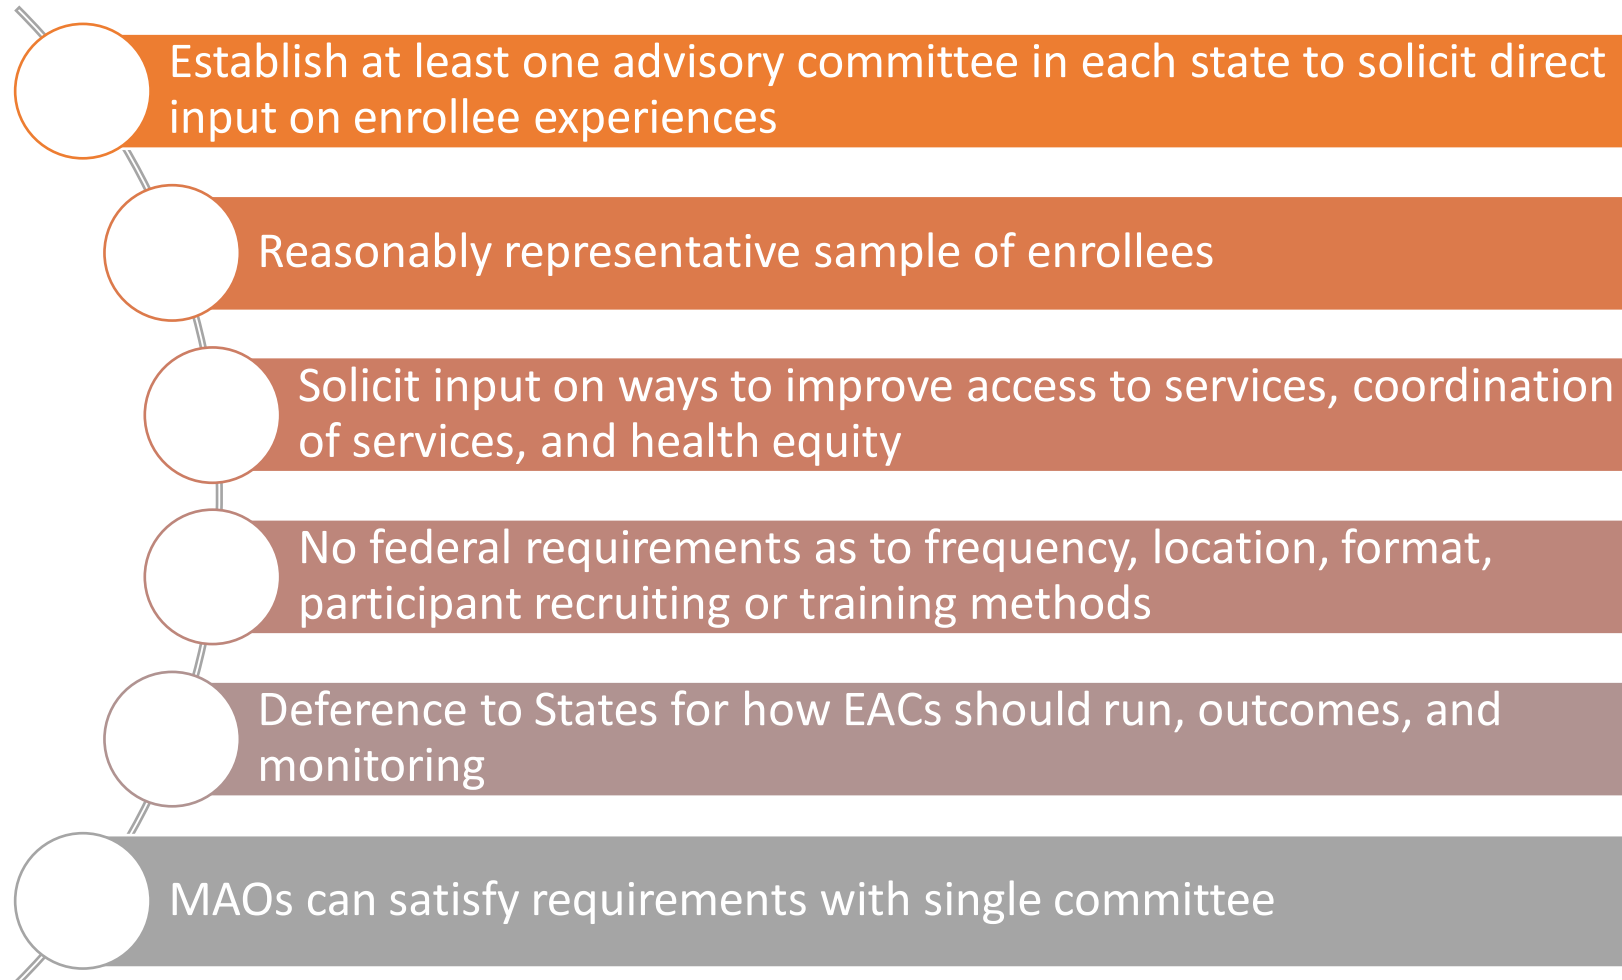 Establish at least one advisory committee in each state to solicit direct
input on enrollee experiences
Reasonably representative sample of enrollees
Solicit input on ways to improve access to services, coordination
of services, and health equity
No federal requirements as to frequency, location, format,
participant recruiting or training methods
Deference to States for how EACs should run, outcomes, and
monitoring
MAOs can satisfy requirements with single committee